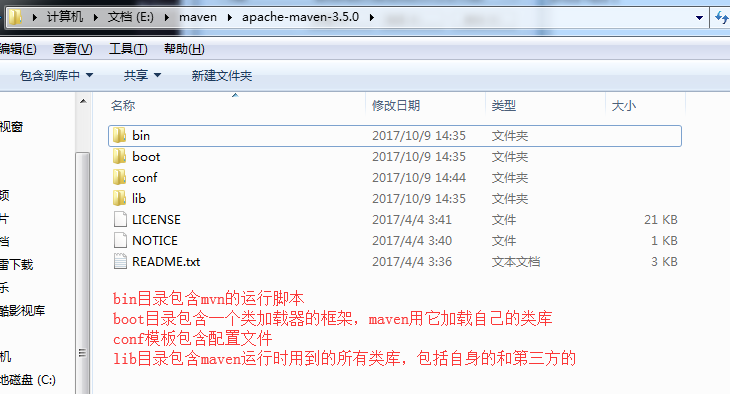 计算机 ▸ 文档 (E:) ▸ maven ▸ apache-maven-3.5.0 ▸
编辑(E) 查看(V) 工具(T) 帮助(H)
包含到库中 共享 新建文件夹
名称 修改日期 类型 大小
bin 2017/10/9 14:35 文件夹
视窗
boot 2017/10/9 14:35 文件夹
conf 2017/10/9 14:44 文件夹
lib 2017/10/9 14:35 文件夹
频
LICENSE 2017/4/4 3:41 文件 21 KB
片
NOTICE 2017/4/4 3:40 文件 1 KB
档
README.txt 2017/4/4 3:36 文本文档 3 KB
雷下载
乐
bin目录包含mvn的运行脚本
酷影视库
boot目录包含一个类加载器的框架，maven用它加载自己的类库
conf模板包含配置文件
机
lib目录包含maven运行时用到的所有类库，包括自身的和第三方的
地磁盘 (C:)